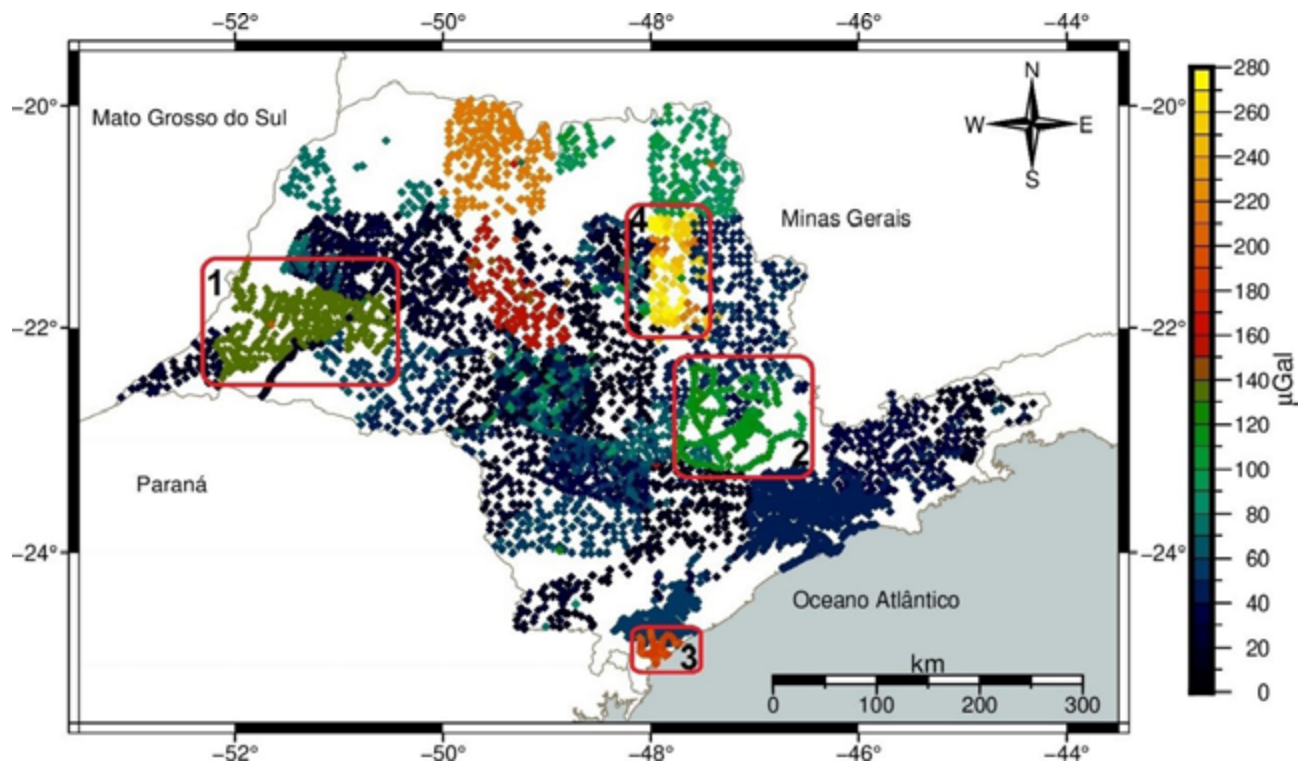 −52° −50° −48° −46° −44°
−20° −20°
−22° −22°
−24° −24°
−52° −50° −48° −46° −44°
Mato Grosso do Sul
Minas Gerais
Paraná
Oceano Atlântico
N
W E
S
1
4
2
3
km
0 100 200 300
280
260
240
220
200
180
160
140
120
100
80
60
40
20
0
µGal